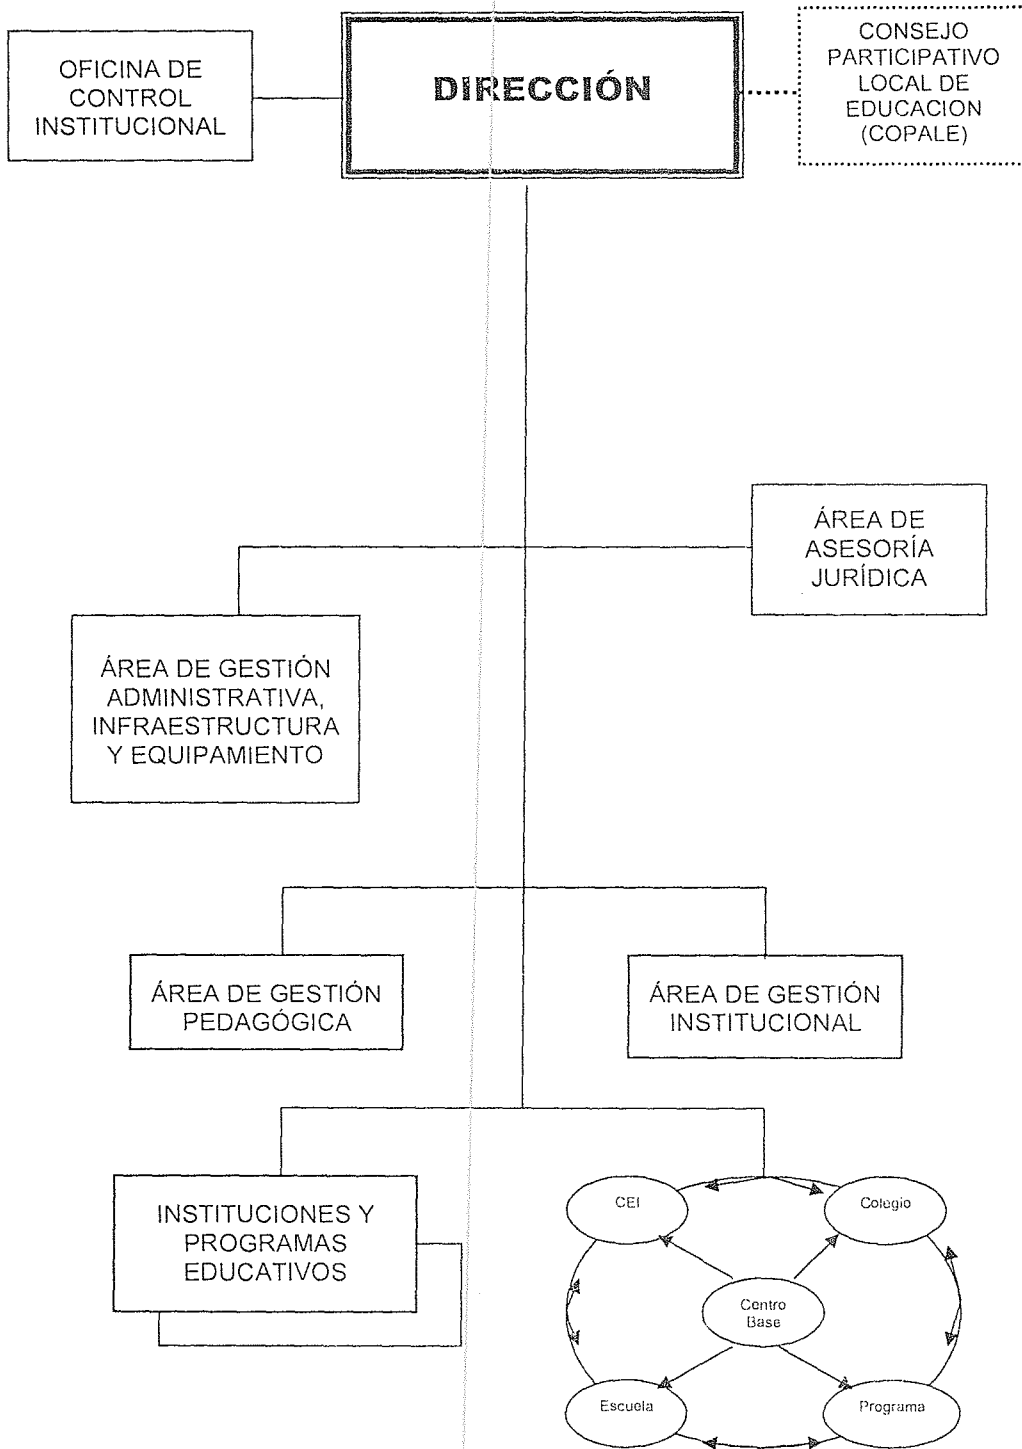 OFICINA DE
CONTROL
INSTITUCIONAL
DIRECCIÓN
CONSEJO
PARTICIPATIVO
LOCAL DE
EDUCACION
(COPALE)
ÁREA DE
ASESORÍA
JURÍDICA
ÁREA DE GESTIÓN
ADMINISTRATIVA,
INFRAESTRUCTURA
Y EQUIPAMIENTO
ÁREA DE GESTIÓN
PEDAGÓGICA
ÁREA DE GESTIÓN
INSTITUCIONAL
INSTITUCIONES Y
PROGRAMAS
EDUCATIVOS
CEI
Colegio
Centro
Base
Escuela
Programa